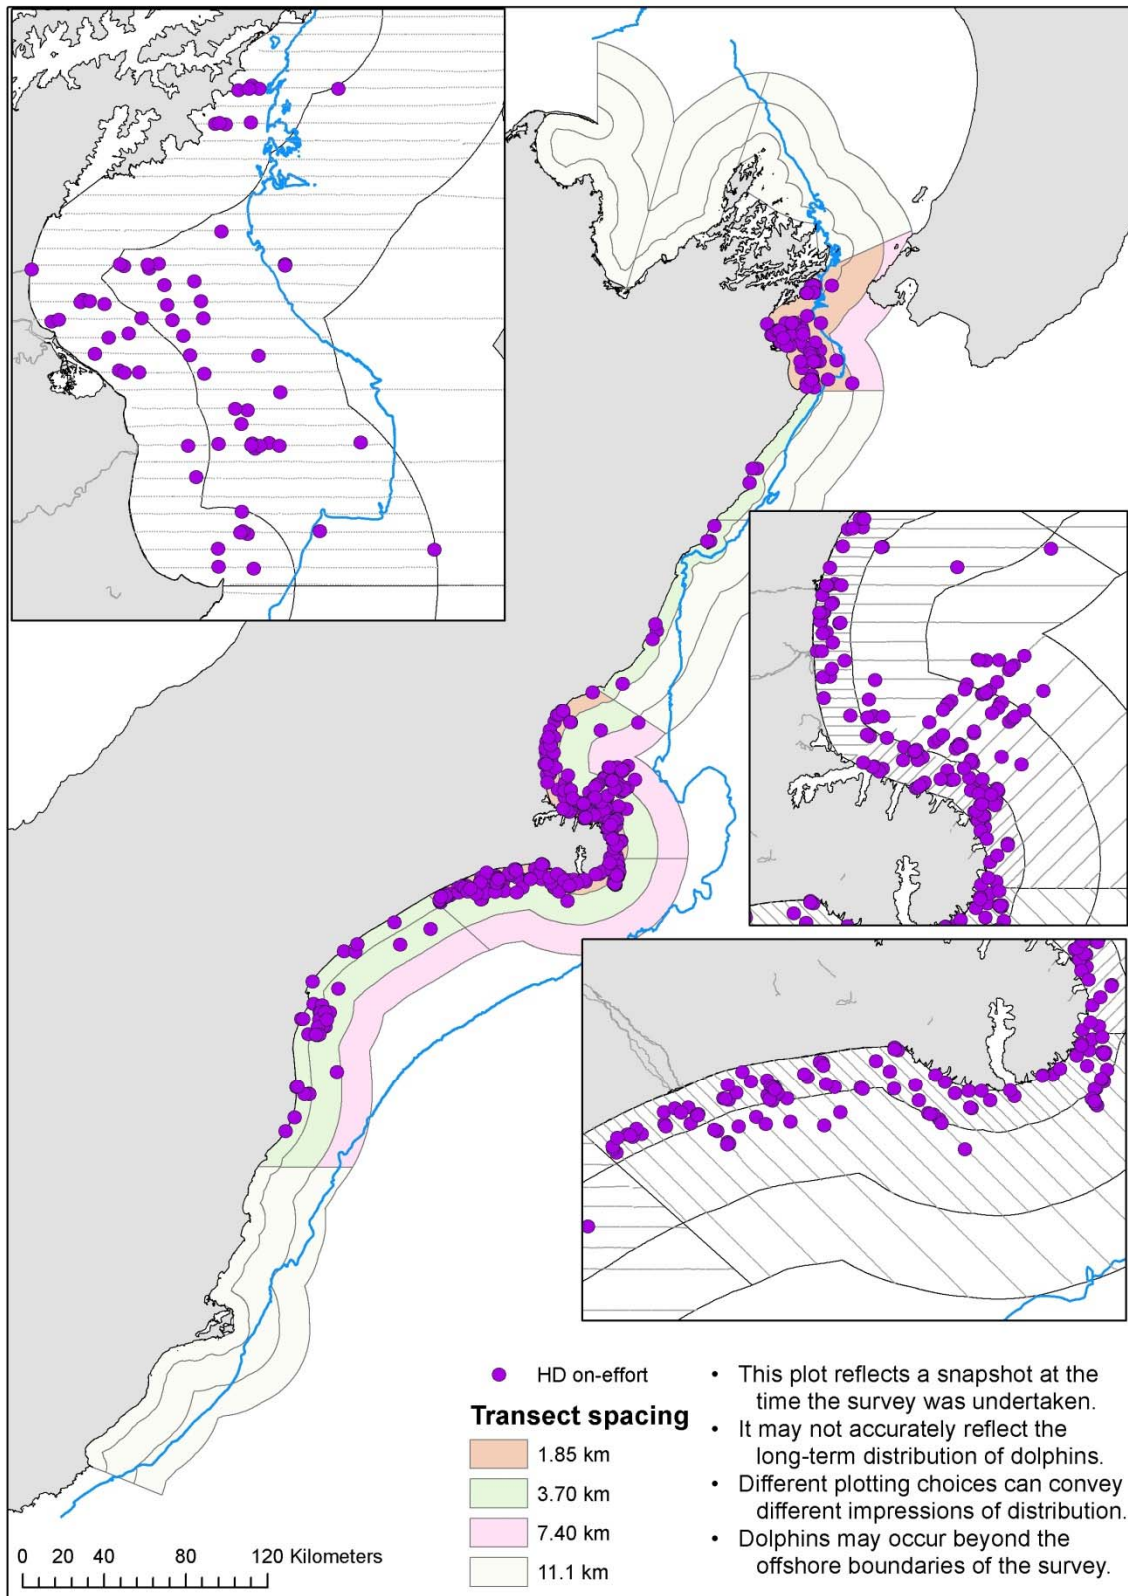 HD on-effort
Transect spacing
1.85 km
3.70 km
7.40 km
11.1 km
• This plot reflects a snapshot at the
time the survey was undertaken.
• It may not accurately reflect the
long-term distribution of dolphins.
• Different plotting choices can convey
different impressions of distribution.
• Dolphins may occur beyond the
offshore boundaries of the survey.
0 20 40 80 120 Kilometers